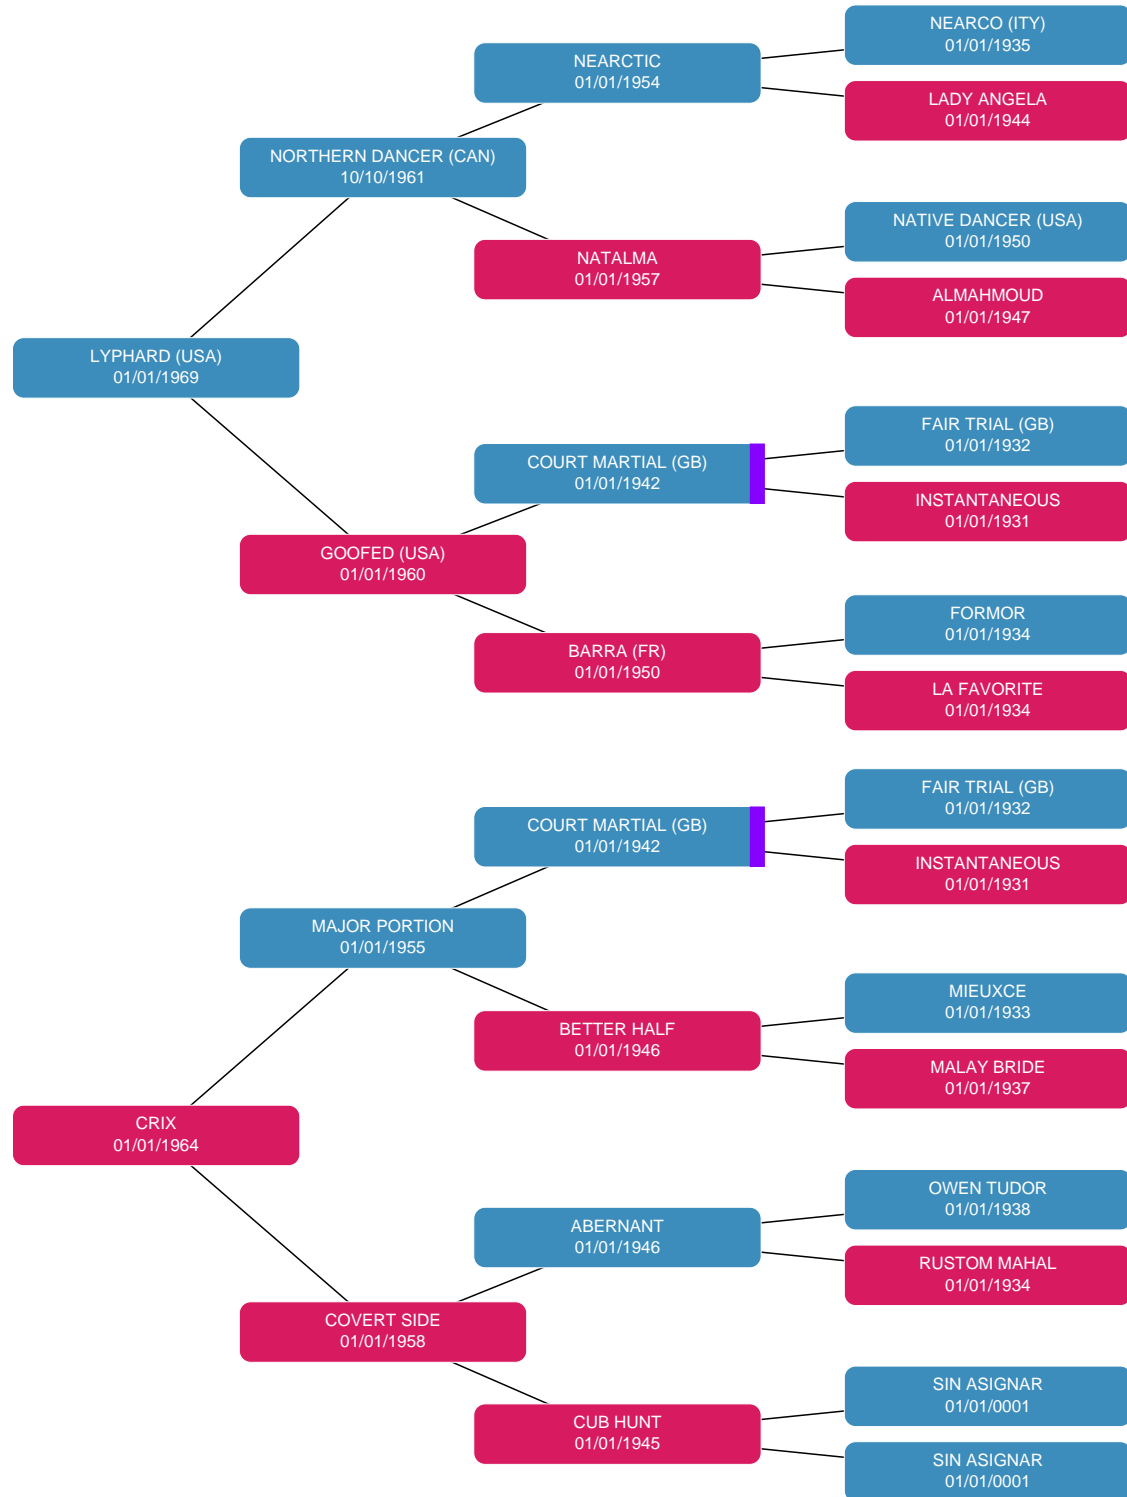 NEARCO (ITY)
01/01/1935
NEARCTIC
01/01/1954
LADY ANGELA
01/01/1944
NORTHERN DANCER (CAN)
10/10/1961
NATIVE DANCER (USA)
01/01/1950
NATALMA
01/01/1957
ALMAHMOUD
01/01/1947
LYPHARD (USA)
01/01/1969
FAIR TRIAL (GB)
01/01/1932
COURT MARTIAL (GB)
01/01/1942
INSTANTANEOUS
01/01/1931
GOOFED (USA)
01/01/1960
FORMOR
01/01/1934
BARRA (FR)
01/01/1950
LA FAVORITE
01/01/1934
FAIR TRIAL (GB)
01/01/1932
COURT MARTIAL (GB)
01/01/1942
INSTANTANEOUS
01/01/1931
MAJOR PORTION
01/01/1955
MIEUXCE
01/01/1933
BETTER HALF
01/01/1946
MALAY BRIDE
01/01/1937
CRIX
01/01/1964
OWEN TUDOR
01/01/1938
ABERNANT
01/01/1946
RUSTOM MAHAL
01/01/1934
COVERT SIDE
01/01/1958
SIN ASIGNAR
01/01/0001
CUB HUNT
01/01/1945
SIN ASIGNAR
01/01/0001